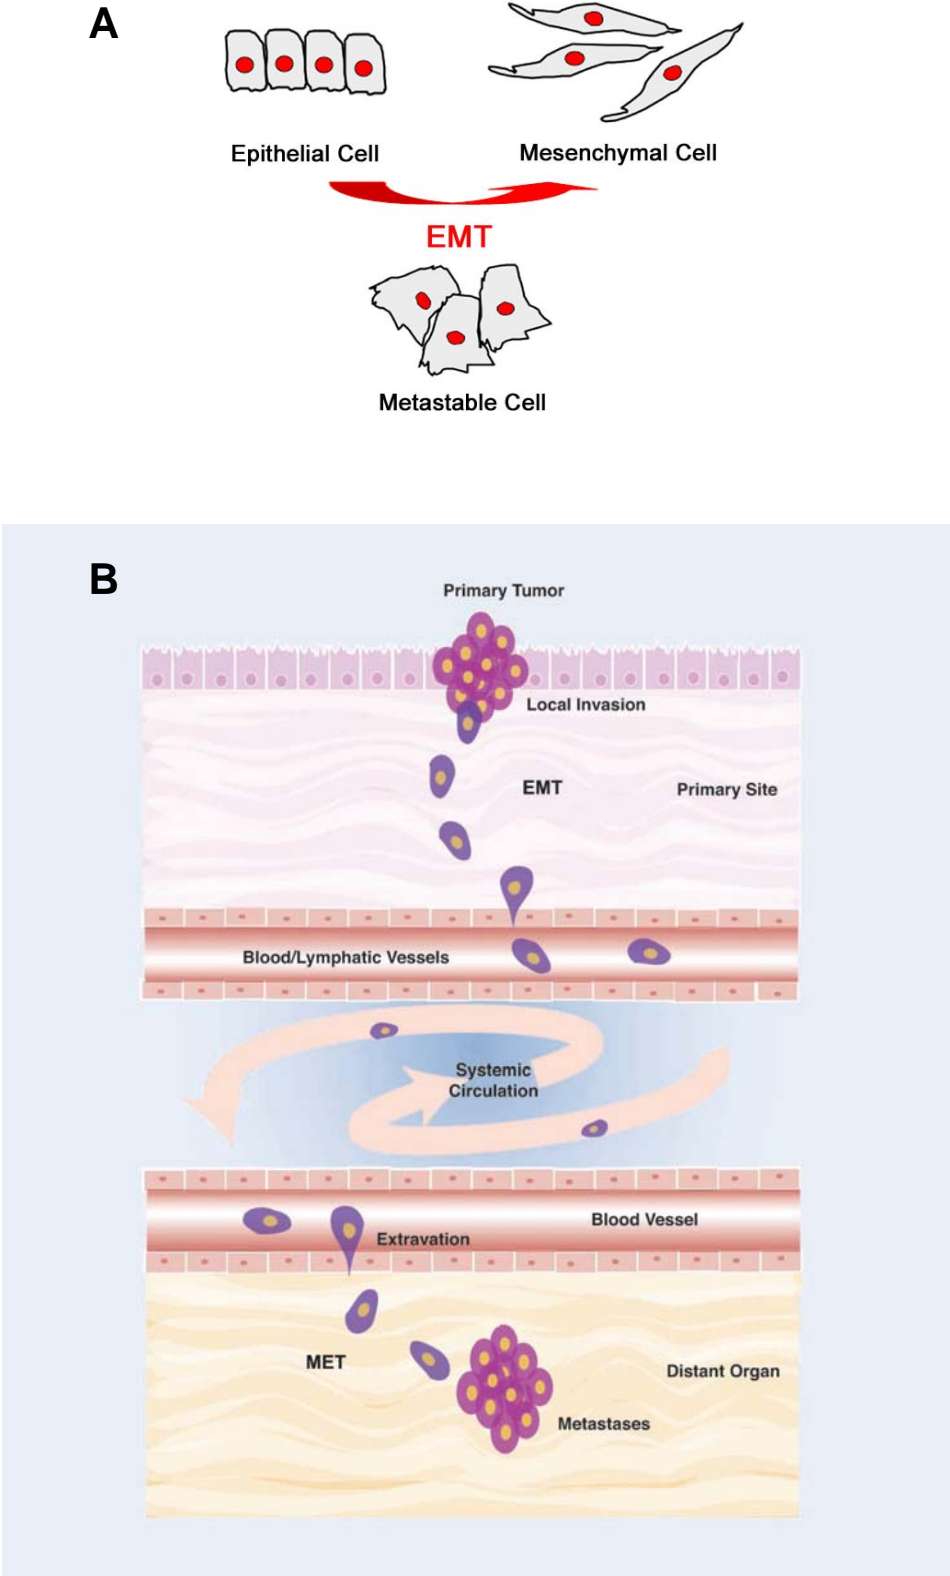 A
Epithelial Cell
Mesenchymal Cell
EMT
Metastable Cell
B
Primary Tumor
Local Invasion
EMT
Primary Site
Blood/Lymphatic Vessels
Systemic
Circulation
Blood Vessel
Extravation
MET
Distant Organ
Metastases